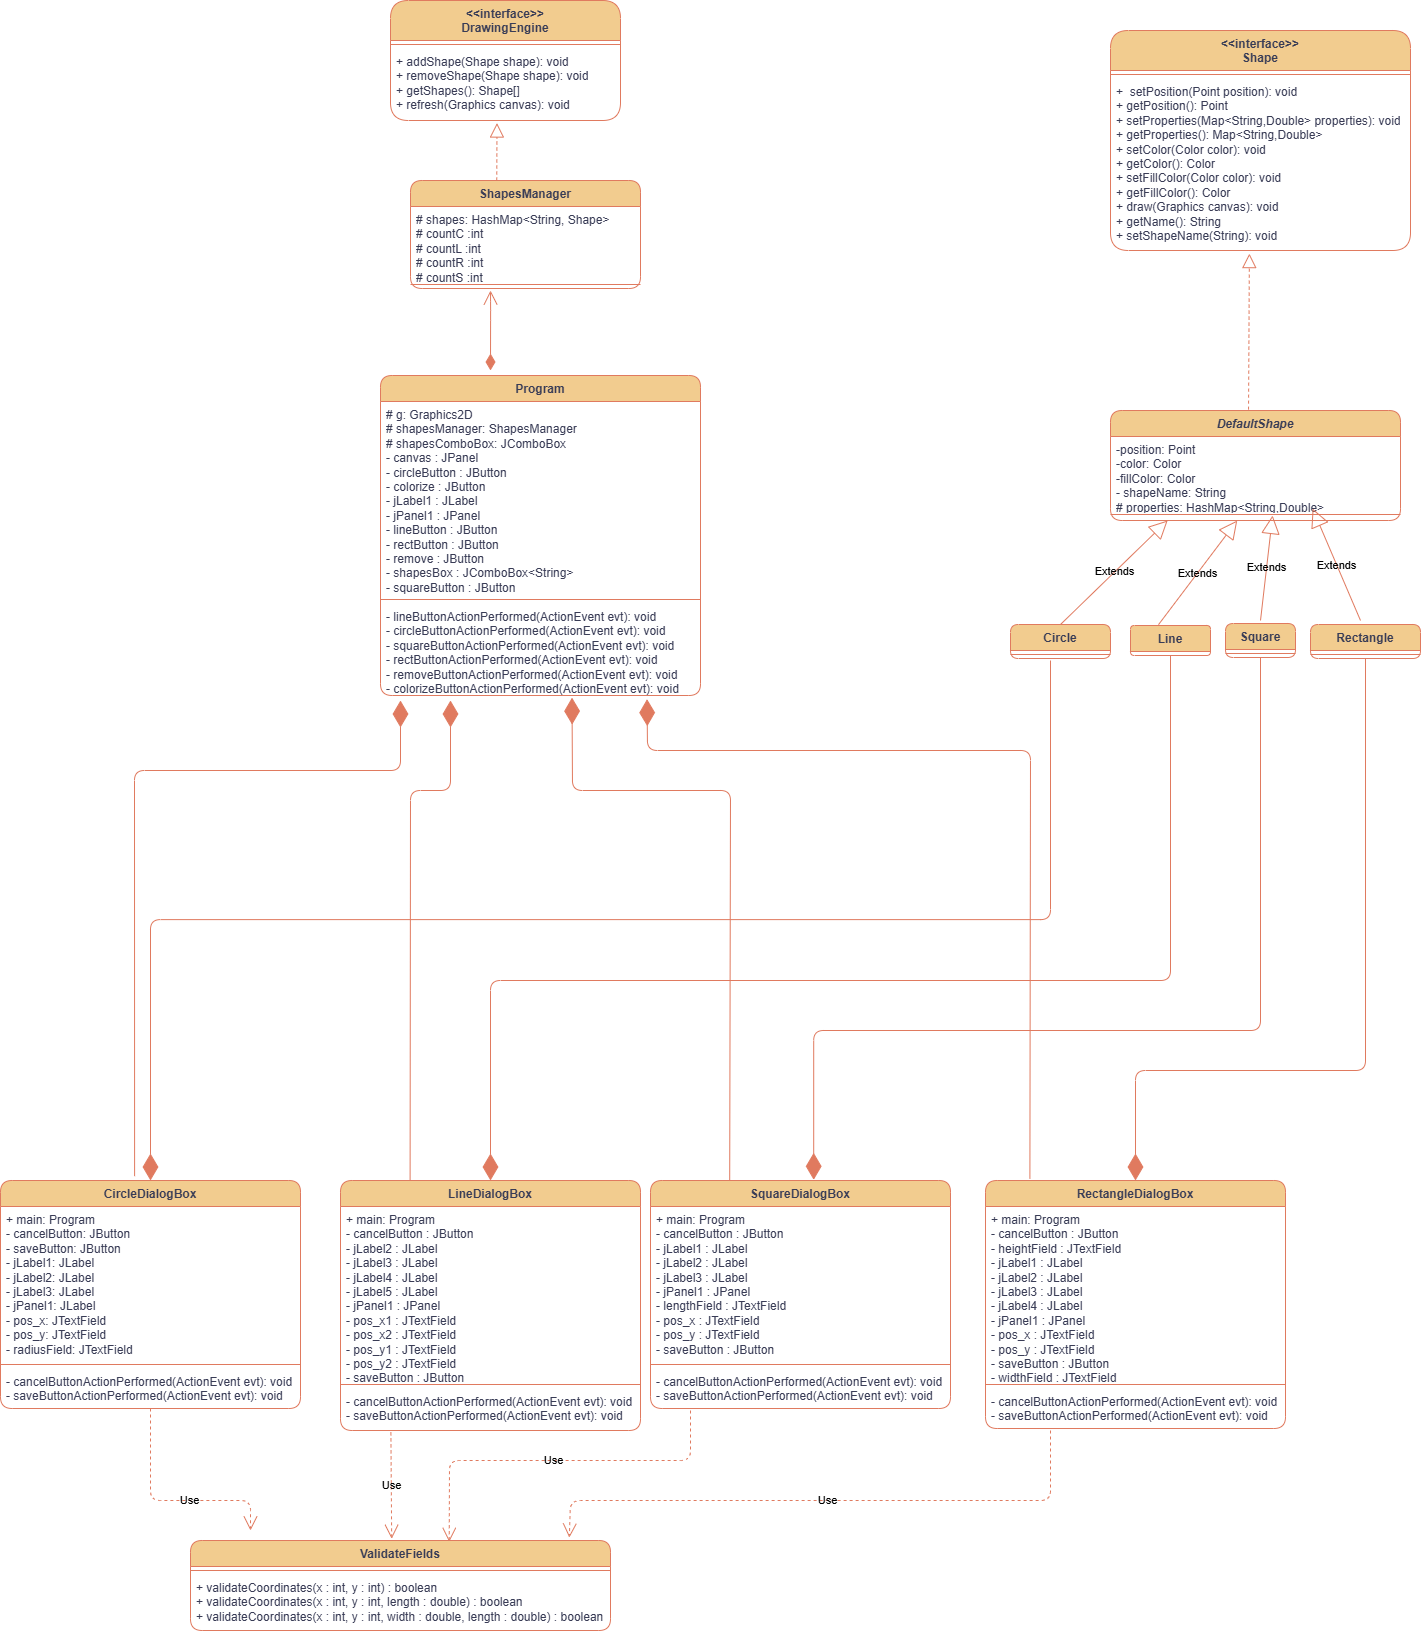 <<interface>>
DrawingEngine
+ addShape(Shape shape): void
+ removeShape(Shape shape): void
+ getShapes(): Shape[]
+ refresh(Graphics canvas): void
<<interface>>
Shape
+  setPosition(Point position): void
+ getPosition(): Point
+ setProperties(Map<String,Double> properties): void
+ getProperties(): Map<String,Double>
+ setColor(Color color): void
+ getColor(): Color
+ setFillColor(Color color): void
+ getFillColor(): Color
+ draw(Graphics canvas): void
+ getName(): String
+ setShapeName(String): void
ShapesManager
# shapes: HashMap<String, Shape>
# countC :int
# countL :int
# countR :int
# countS :int
Program
# g: Graphics2D
# shapesManager: ShapesManager
# shapesComboBox: JComboBox
- canvas : JPanel
- circleButton : JButton
- colorize : JButton
- jLabel1 : JLabel
- jPanel1 : JPanel
- lineButton : JButton
- rectButton : JButton
- remove : JButton
- shapesBox : JComboBox<String>
- squareButton : JButton
- lineButtonActionPerformed(ActionEvent evt): void
- circleButtonActionPerformed(ActionEvent evt): void
- squareButtonActionPerformed(ActionEvent evt): void
- rectButtonActionPerformed(ActionEvent evt): void
- removeButtonActionPerformed(ActionEvent evt): void
- colorizeButtonActionPerformed(ActionEvent evt): void
DefaultShape
-position: Point
-color: Color
-fillColor: Color
- shapeName: String
# properties: HashMap<String,Double>
Extends
Extends
Extends
Extends
Circle
Line
Square
Rectangle
CircleDialogBox
+ main: Program
- cancelButton: JButton
- saveButton: JButton
- jLabel1: JLabel
- jLabel2: JLabel
- jLabel3: JLabel
- jPanel1: JLabel
- pos_x: JTextField
- pos_y: JTextField
- radiusField: JTextField
- cancelButtonActionPerformed(ActionEvent evt): void
- saveButtonActionPerformed(ActionEvent evt): void
LineDialogBox
+ main: Program
- cancelButton : JButton
- jLabel2 : JLabel
- jLabel3 : JLabel
- jLabel4 : JLabel
- jLabel5 : JLabel
- jPanel1 : JPanel
- pos_x1 : JTextField
- pos_x2 : JTextField
- pos_y1 : JTextField
- pos_y2 : JTextField
- saveButton : JButton
- cancelButtonActionPerformed(ActionEvent evt): void
- saveButtonActionPerformed(ActionEvent evt): void
SquareDialogBox
+ main: Program
- cancelButton : JButton
- jLabel1 : JLabel
- jLabel2 : JLabel
- jLabel3 : JLabel
- jPanel1 : JPanel
- lengthField : JTextField
- pos_x : JTextField
- pos_y : JTextField
- saveButton : JButton
- cancelButtonActionPerformed(ActionEvent evt): void
- saveButtonActionPerformed(ActionEvent evt): void
RectangleDialogBox
+ main: Program
- cancelButton : JButton
- heightField : JTextField
- jLabel1 : JLabel
- jLabel2 : JLabel
- jLabel3 : JLabel
- jLabel4 : JLabel
- jPanel1 : JPanel
- pos_x : JTextField
- pos_y : JTextField
- saveButton : JButton
- widthField : JTextField
- cancelButtonActionPerformed(ActionEvent evt): void
- saveButtonActionPerformed(ActionEvent evt): void
Use
Use
Use
Use
ValidateFields
+ validateCoordinates(x : int, y : int) : boolean
+ validateCoordinates(x : int, y : int, length : double) : boolean
+ validateCoordinates(x : int, y : int, width : double, length : double) : boolean